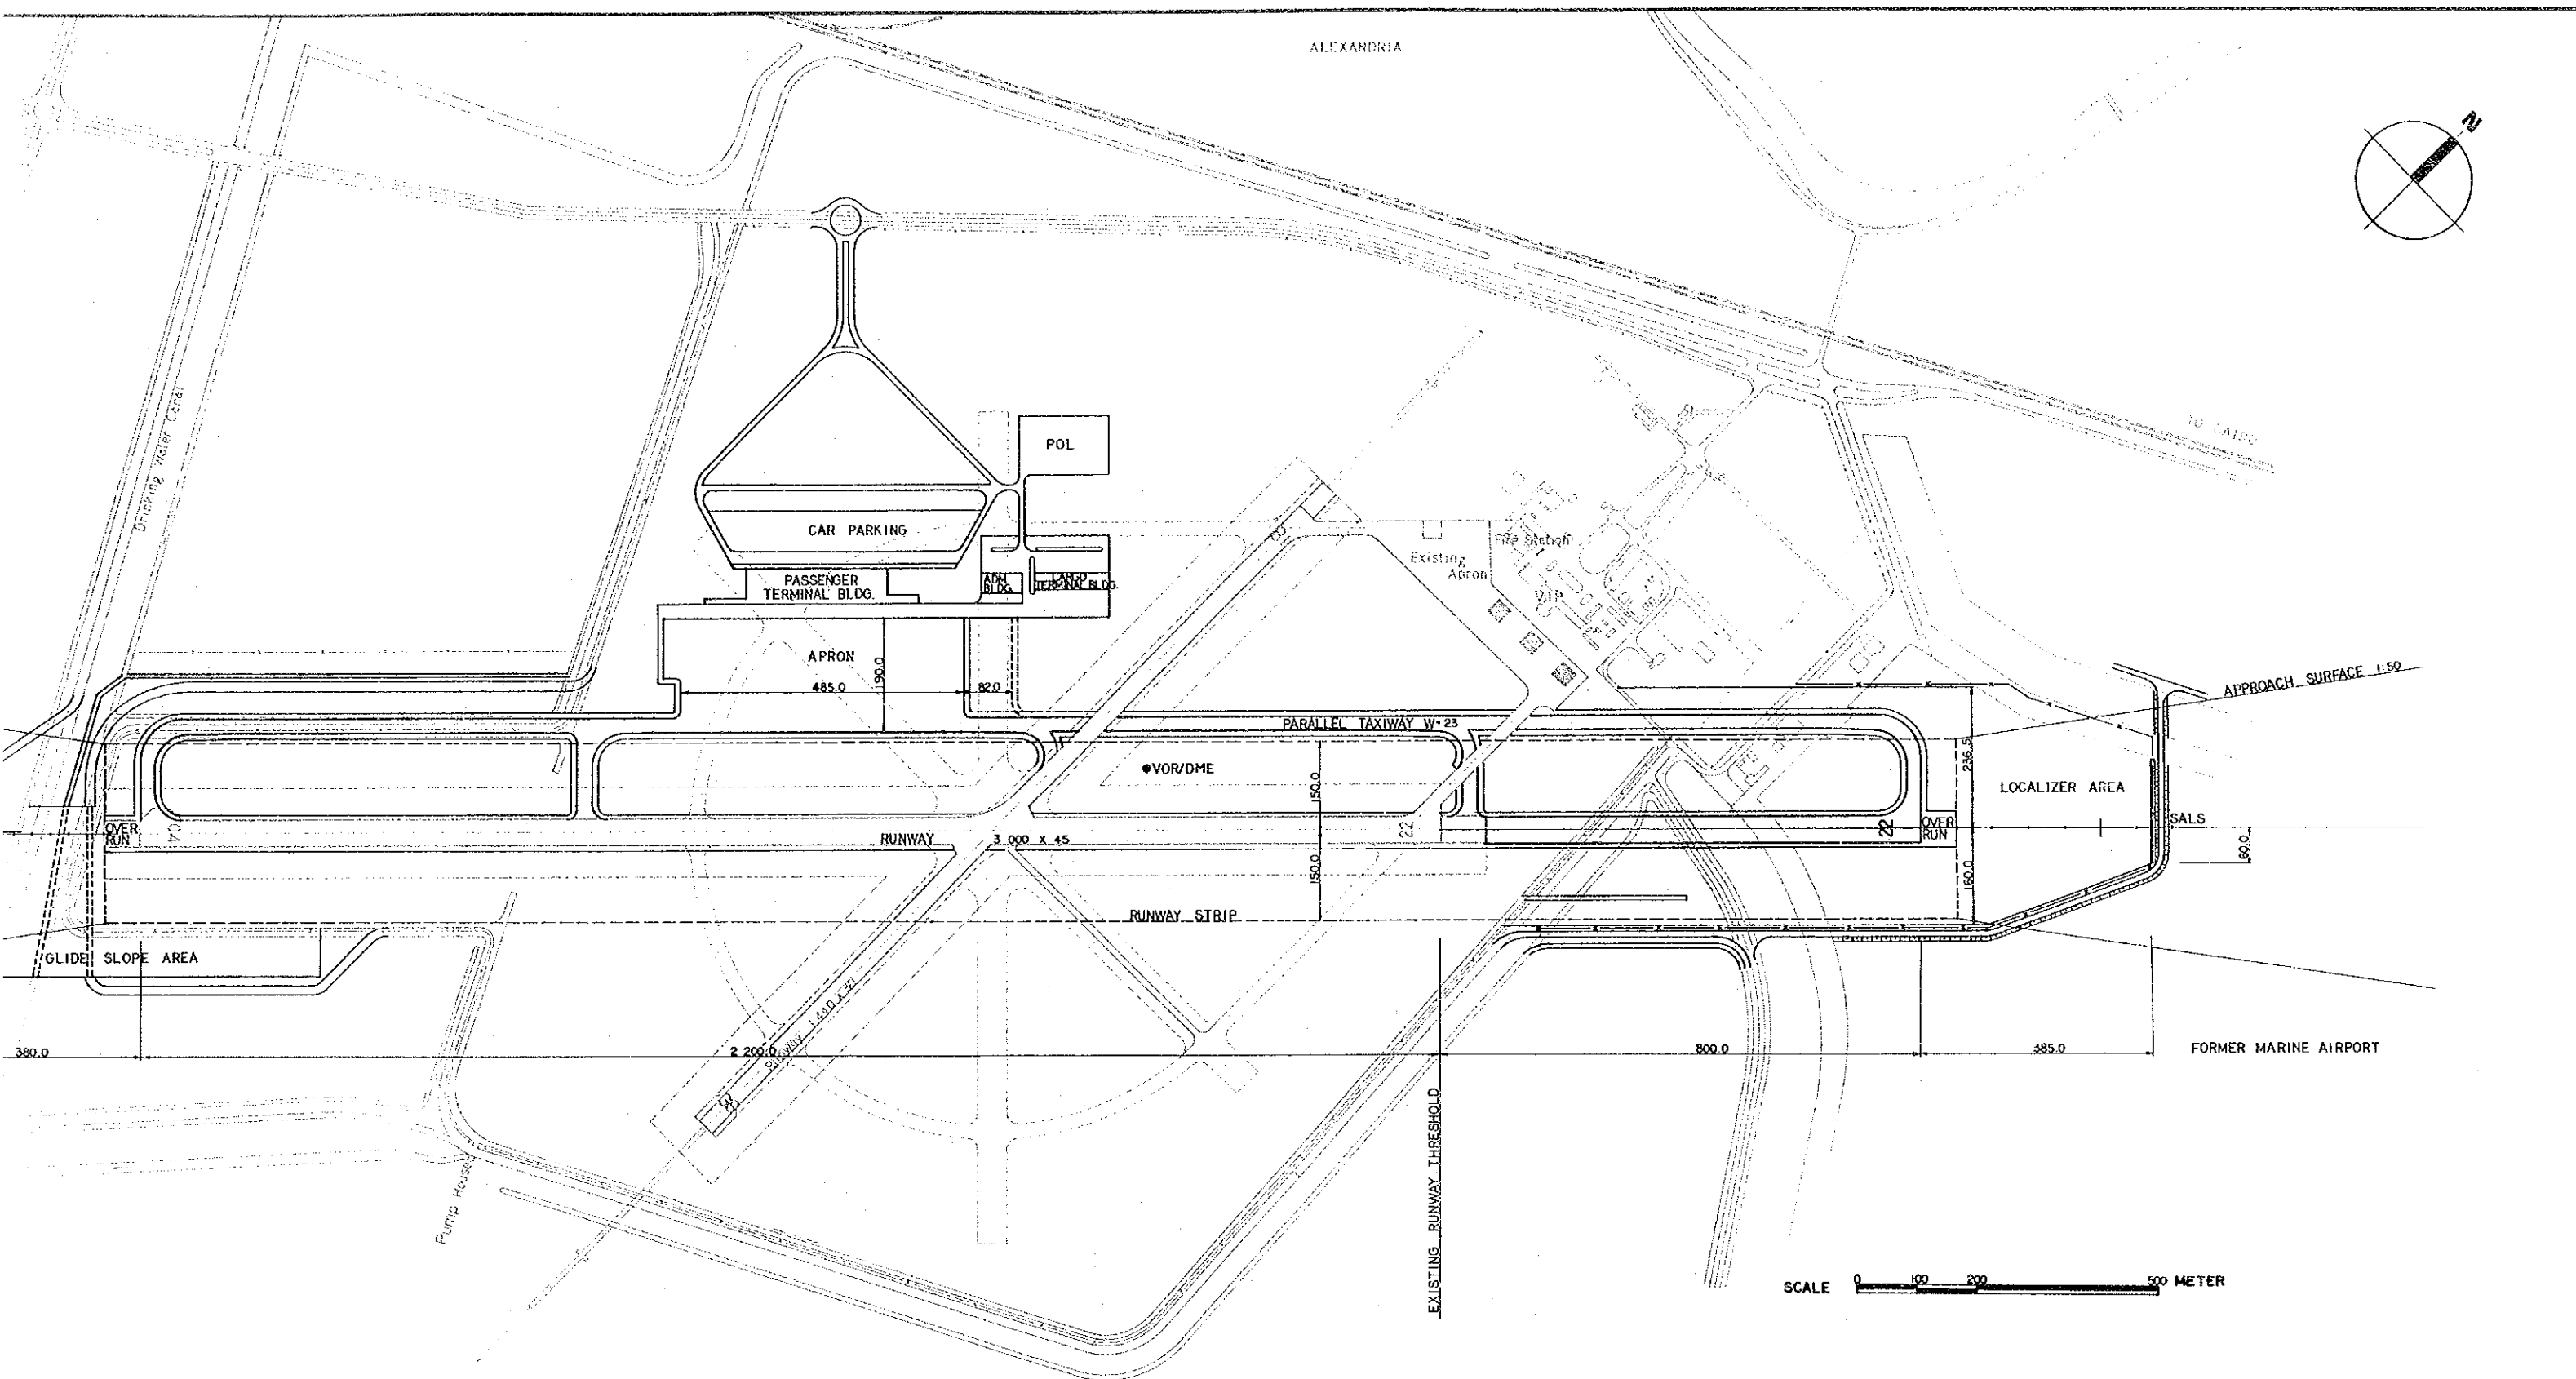 ALEXANDRIA
N
TO CAIRO
Drinking Water Canal
POL
CAR PARKING
PASSENGER
TERMINAL BLDG.
ADM
BLDG.
CARGO
TERMINAL BLDG.
Existing
Apron
Fire Station
V.I.P
18
APRON
190.0
485.0
82.0
PARALLEL TAXIWAY W=23
APPROACH SURFACE 1:50
VOR/DME
150.0
236.5
LOCALIZER AREA
OVER
RUN
04
RUNWAY
3 000 X 45
22
22
OVER
RUN
SALS
60.0
150.0
160.0
RUNWAY STRIP
GLIDE SLOPE AREA
380.0
2 200.0
800.0
385.0
FORMER MARINE AIRPORT
36
Pump House
EXISTING RUNWAY THRESHOLD
SCALE 0 100 200 500 METER